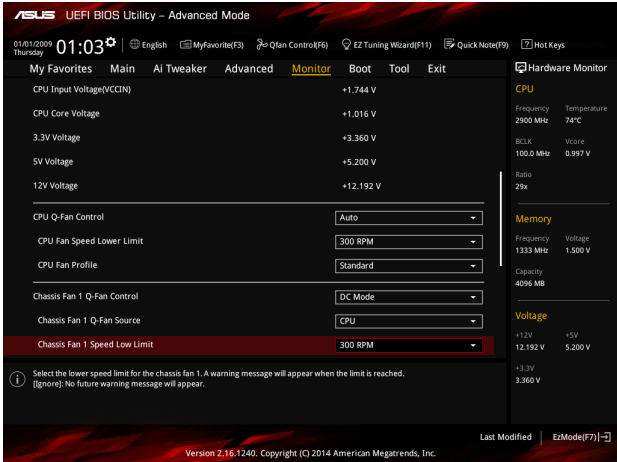 ASUS UEFI BIOS Utility – Advanced Mode
01/01/2009 Thursday 01:03 English MyFavorite(F3) Qfan Control(F6) EZ Tuning Wizard(F11) Quick Note(F9) ? Hot Keys
My Favorites Main Ai Tweaker Advanced Monitor Boot Tool Exit
CPU Input Voltage(VCCIN) +1.744 V
CPU Core Voltage +1.016 V
3.3V Voltage +3.360 V
5V Voltage +5.200 V
12V Voltage +12.192 V
CPU Q-Fan Control Auto
CPU Fan Speed Lower Limit 300 RPM
CPU Fan Profile Standard
Chassis Fan 1 Q-Fan Control DC Mode
Chassis Fan 1 Q-Fan Source CPU
Chassis Fan 1 Speed Low Limit 300 RPM
Select the lower speed limit for the chassis fan 1. A warning message will appear when the limit is reached.
[Ignore]: No future warning message will appear.
Hardware Monitor
CPU
Frequency Temperature
2900 MHz 74°C
BCLK Vcore
100.0 MHz 0.997 V
Ratio
29x
Memory
Frequency Voltage
1333 MHz 1.500 V
Capacity
4096 MB
Voltage
+12V +5V
12.192 V 5.200 V
+3.3V
3.360 V
Last Modified EzMode(F7)
Version 2.16.1240. Copyright (C) 2014 American Megatrends, Inc.